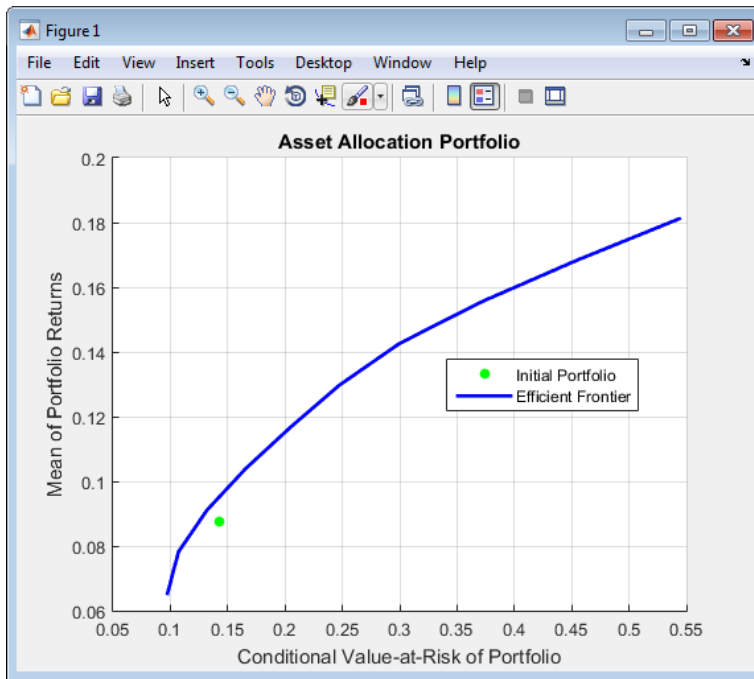 Figure 1
File Edit View Insert Tools Desktop Window Help
Asset Allocation Portfolio
0.2
0.18
0.16
0.14
0.12
0.1
0.08
0.06
Mean of Portfolio Returns
Initial Portfolio
Efficient Frontier
0.05 0.1 0.15 0.2 0.25 0.3 0.35 0.4 0.45 0.5 0.55
Conditional Value-at-Risk of Portfolio